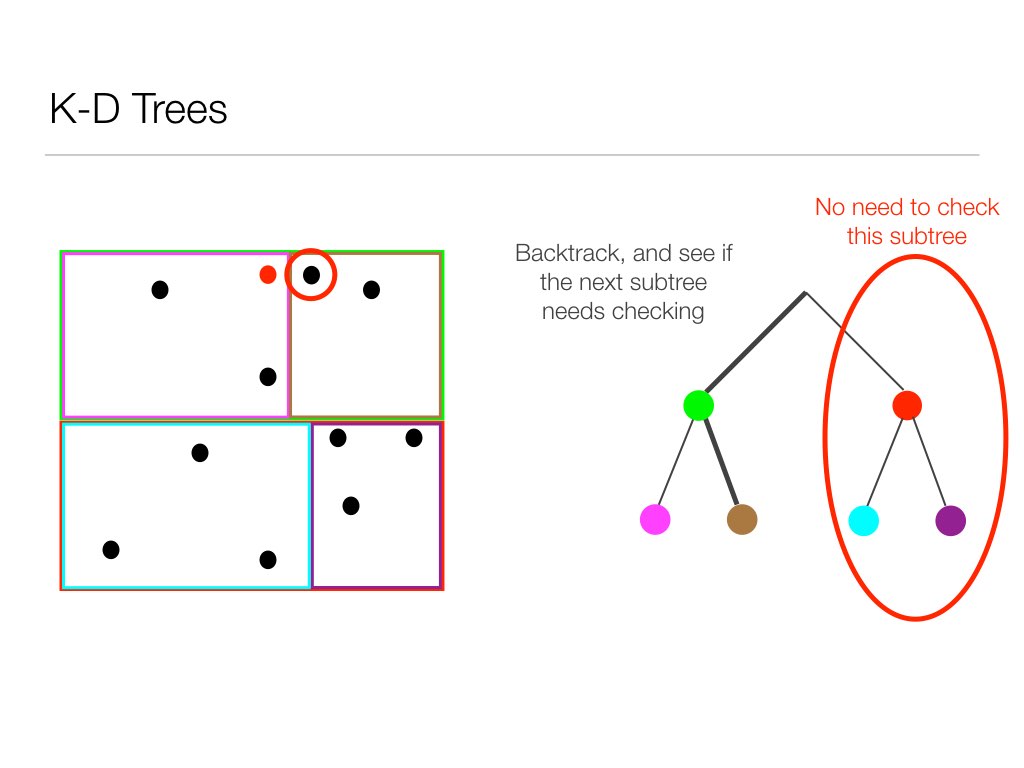 K-D Trees
Backtrack, and see if
the next subtree
needs checking
No need to check
this subtree